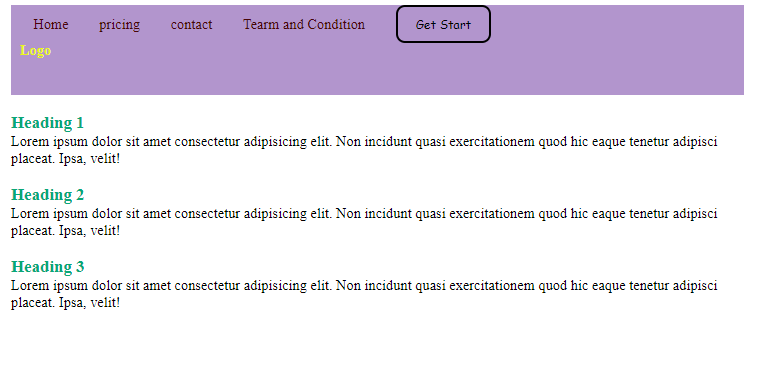 Home pricing contact Tearm and Condition Get Start
Logo
Heading 1
Lorem ipsum dolor sit amet consectetur adipisicing elit. Non incidunt quasi exercitationem quod hic eaque tenetur adipisci
placeat. Ipsa, velit!
Heading 2
Lorem ipsum dolor sit amet consectetur adipisicing elit. Non incidunt quasi exercitationem quod hic eaque tenetur adipisci
placeat. Ipsa, velit!
Heading 3
Lorem ipsum dolor sit amet consectetur adipisicing elit. Non incidunt quasi exercitationem quod hic eaque tenetur adipisci
placeat. Ipsa, velit!